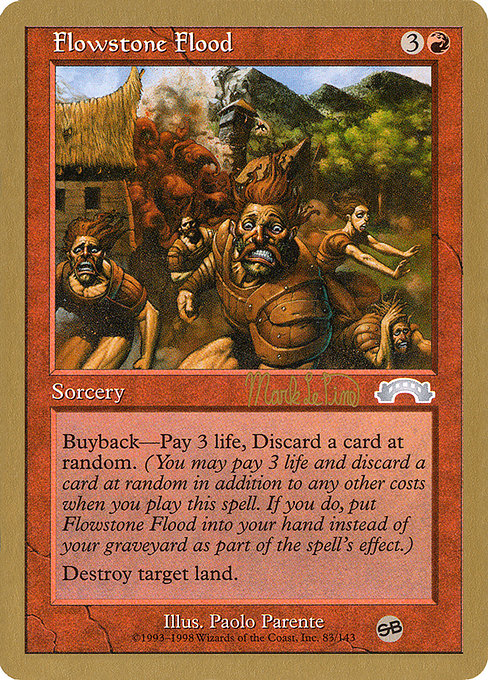 Flowstone Flood 3
Mark Le Pine
Sorcery
Buyback—Pay 3 life, Discard a card at
random. (You may pay 3 life and discard a
card at random in addition to any other costs
when you play this spell. If you do, put
Flowstone Flood into your hand instead of
your graveyard as part of the spell's effect.)
Destroy target land.
Illus. Paolo Parente
©1993–1998 Wizards of the Coast, Inc. 83/143
SB